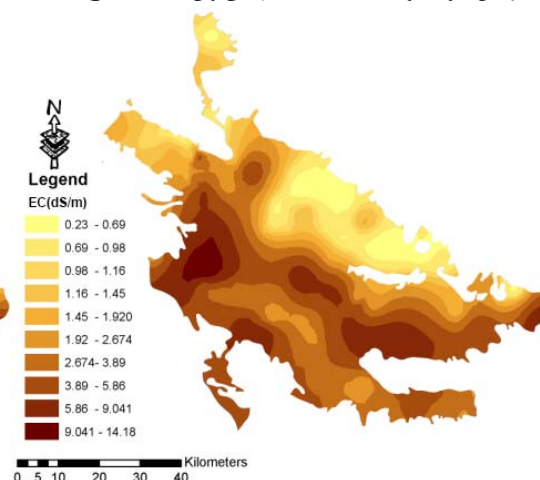 N
Legend
EC(dS/m)
0.23 - 0.69
0.69 - 0.98
0.98 - 1.16
1.16 - 1.45
1.45 - 1.920
1.92 - 2.674
2.674- 3.89
3.89 - 5.86
5.86 - 9.041
9.041 - 14.18
Kilometers
0 5 10 20 30 40